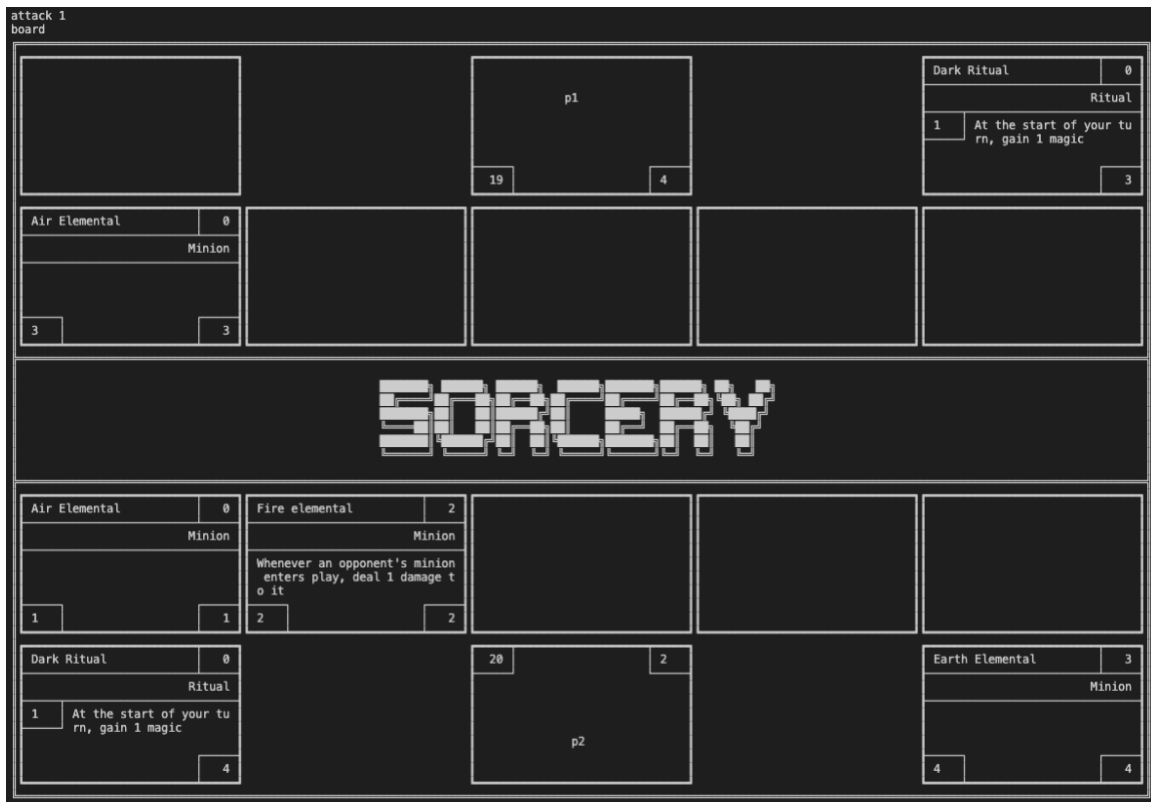 attack 1
board
p1
19 4
Dark Ritual 0
Ritual
1 At the start of your tu
rn, gain 1 magic
3
Air Elemental 0
Minion
3 3
SORCERY
Air Elemental 0
Minion
1 1
Fire elemental 2
Minion
Whenever an opponent's minion
enters play, deal 1 damage t
o it
2 2
Dark Ritual 0
Ritual
1 At the start of your tu
rn, gain 1 magic
4
20 2
p2
Earth Elemental 3
Minion
4 4